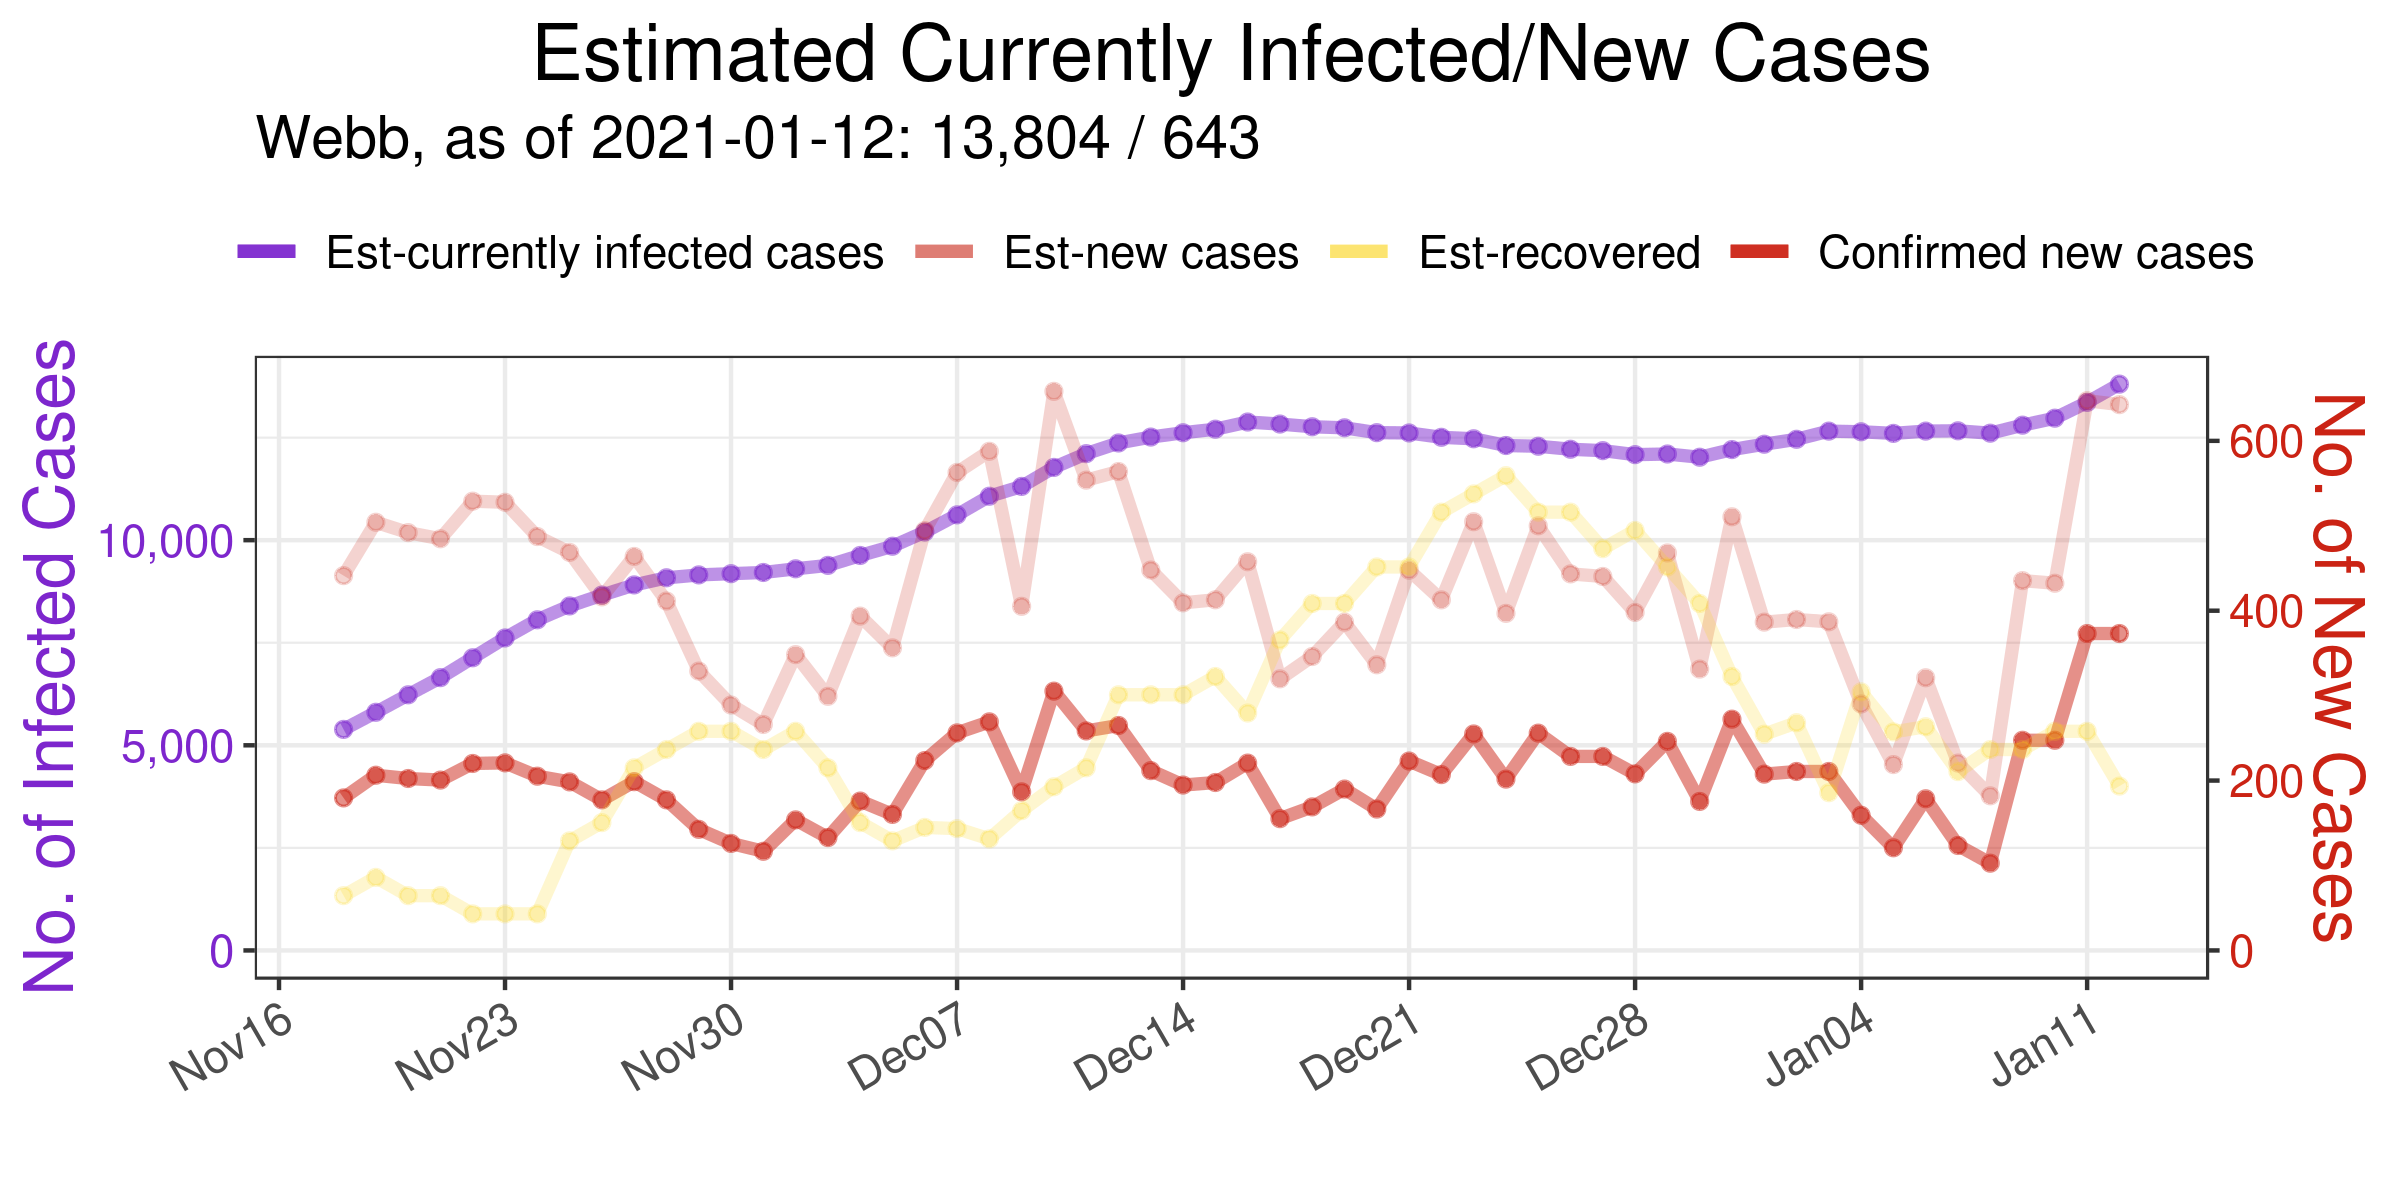 Estimated Currently Infected/New Cases
Webb, as of 2021-01-12: 13,804 / 643
Est-currently infected cases Est-new cases Est-recovered Confirmed new cases
No. of Infected Cases
10,000
5,000
0
600
400
200
0
No. of New Cases
Nov16 Nov23 Nov30 Dec07 Dec14 Dec21 Dec28 Jan04 Jan11